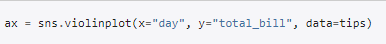 ax = sns.violinplot(x="day", y="total_bill", data=tips)